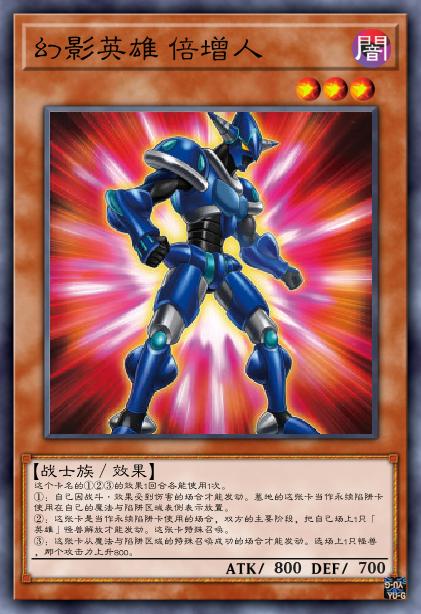 幻影英雄 倍增人
闇
【战士族／效果】
这个卡名的①②③的效果1回合各能使用1次。
①：自己因战斗·效果受到伤害的场合才能发动。墓地的这张卡当作永续陷阱卡
使用在自己的魔法与陷阱区域表侧表示放置。
②：这张卡是当作永续陷阱卡使用的场合，双方的主要阶段，把自己场上1只「
英雄」怪兽解放才能发动。这张卡特殊召唤。
③：这张卡从魔法与陷阱区域的特殊召唤成功的场合才能发动。选场上1只怪兽
，那个攻击力上升800。
ATK/ 800 DEF/ 700
YU-G